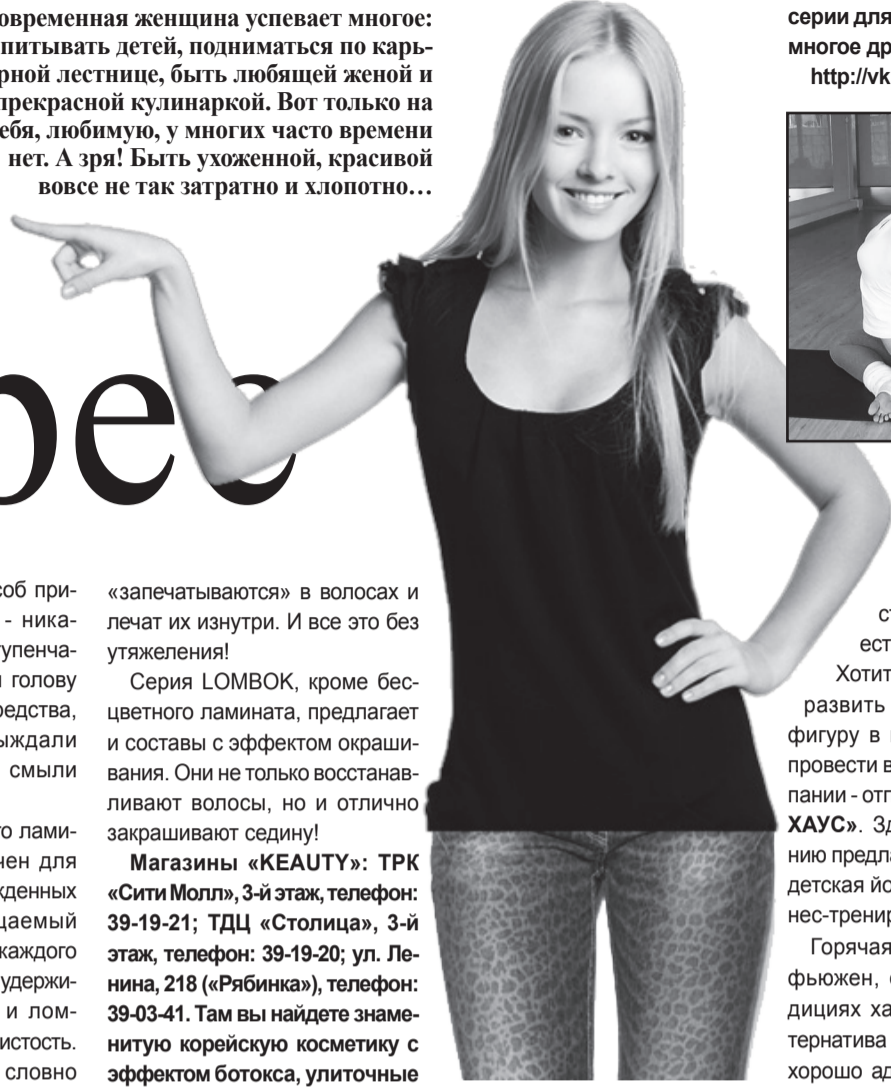 овременная женщина успевает многое:
питывать детей, подниматься по карь-
рной лестнице, быть любящей женой и
прекрасной кулинаркой. Вот только на
ебя, любимую, у многих часто времени
нет. А зря! Быть ухоженной, красивой
вовсе не так затратно и хлопотно…
рес
соб при-
- ника-
тупенча-
и голову
редства,
ыждали
смыли
го лами-
чен для
жденных
щаемый
каждого
удержи-
и лом-
истость.
словно
«запечатываются» в волосах и
лечат их изнутри. И все это без
утяжеления!
Серия LOMBOK, кроме бес-
цветного ламината, предлагает
и составы с эффектом окраши-
вания. Они не только восстанав-
ливают волосы, но и отлично
закрашивают седину!
Магазины «KEAUTY»: ТРК
«Сити Молл», 3-й этаж, телефон:
39-19-21; ТДЦ «Столица», 3-й
этаж, телефон: 39-19-20; ул. Ле-
нина, 218 («Рябинка»), телефон:
39-03-41. Там вы найдете знаме-
нитую корейскую косметику с
эффектом ботокса, улиточные
серии для
многое др
http://vk
ст
ест
Хотит
развить
фигуру в
провести в
пании - отп
ХАУС». Зд
нию предла
детская йо
нес-тренир
Горячая
фьюжен,
дициях ха
тернатива
хорошо ад